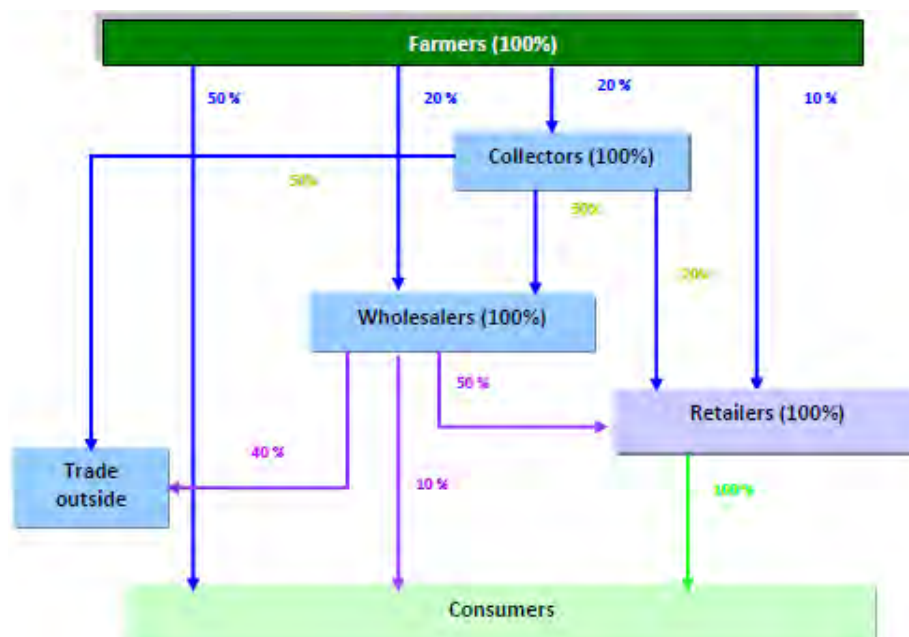 Farmers (100%)
50 %
20 %
20 %
10 %
Collectors (100%)
50%
20%
Wholesalers (100%)
50 %
Retailers (100%)
40 %
Trade
outside
10 %
100%
Consumers